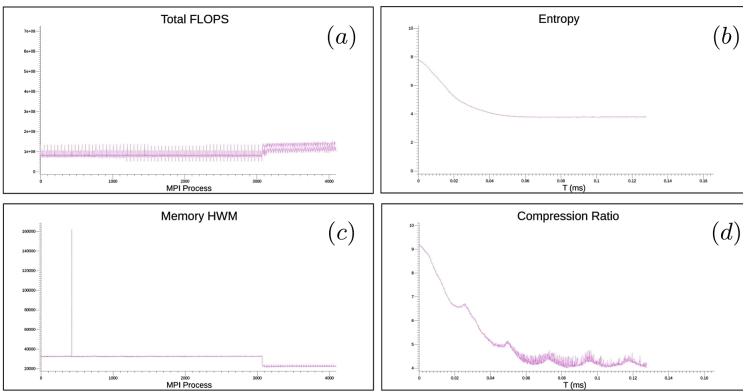 Total FLOPS
(a)
7e+08
6e+08
5e+08
4e+08
3e+08
2e+08
1e+08
0
0 1000 2000 3000 4000
MPI Process
Entropy
(b)
10
8
6
4
2
0
0 0.02 0.04 0.06 0.08 0.1 0.12 0.14 0.16
T (ms)
Memory HWM
(c)
160000
140000
120000
100000
80000
60000
40000
20000
0 1000 2000 3000 4000
MPI Process
Compression Ratio
(d)
10
9
8
7
6
5
4
0 0.02 0.04 0.06 0.08 0.1 0.12 0.14 0.16
T (ms)